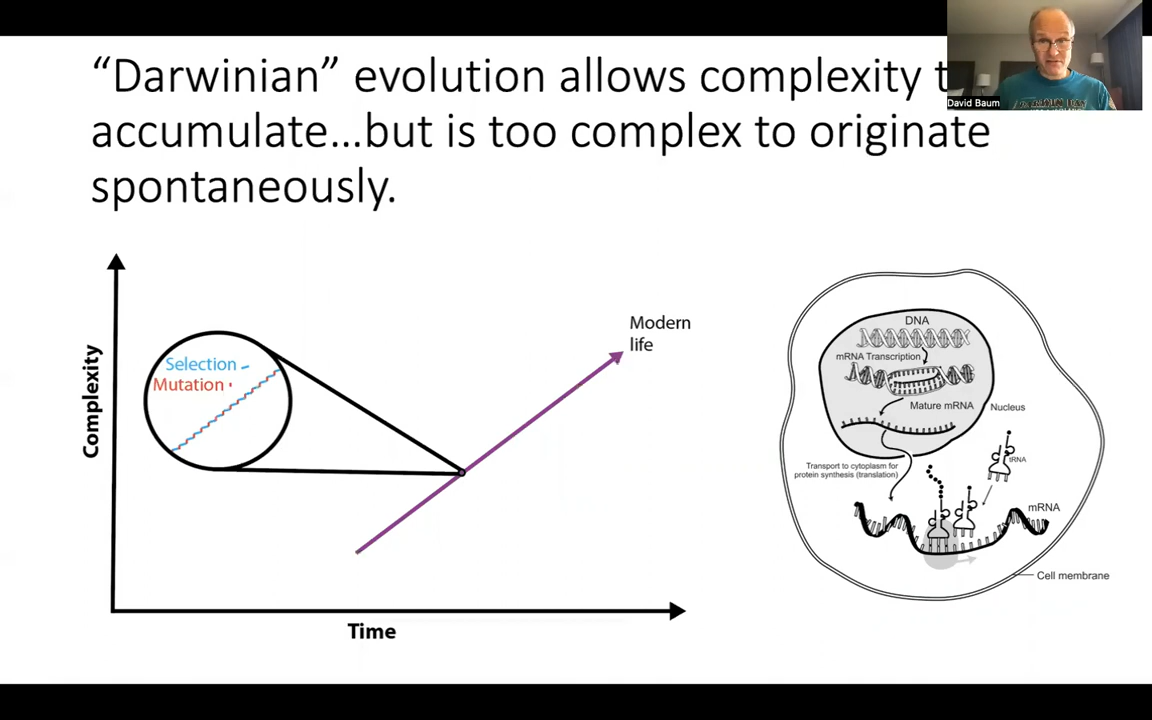 “Darwinian” evolution allows complexity
accumulate...but is too complex to originate
spontaneously.
David Baum
Complexity
Selection
Mutation
Modern
life
Time
DNA
mRNA Transcription
Mature mRNA
Nucleus
Transport to cytoplasm for
protein synthesis (translation)
tRNA
mRNA
Cell membrane